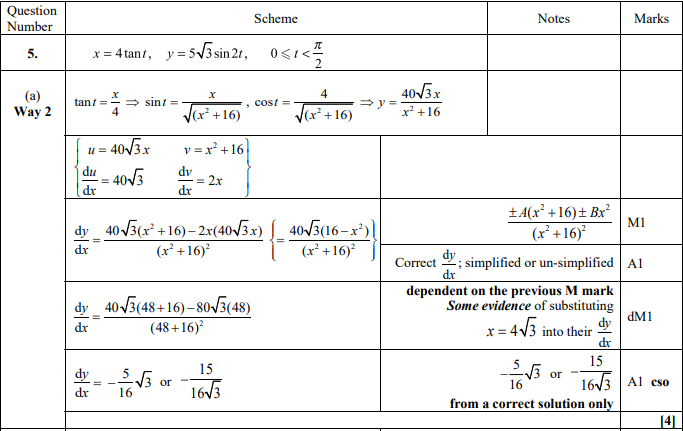 Question Number Scheme Notes Marks
5. x = 4tan t, y = 5√3 sin 2t, 0 ⩽ t < π/2
(a) Way 2 tan t = x/4 ⇒ sin t = x/√(x² + 16), cos t = 4/√(x² + 16) ⇒ y = 40√3 x/(x² + 16)
{ u = 40√3 x v = x² + 16
du/dx = 40√3 dv/dx = 2x }
dy/dx = (40√3(x² + 16) − 2x(40√3 x))/(x² + 16)² { = 40√3(16 − x²)/(x² + 16)² } (± A(x² + 16) ± Bx²)/(x² + 16)² M1
Correct dy/dx; simplified or un-simplified A1
dependent on the previous M mark
dy/dx = (40√3(48 + 16) − 80√3(48))/(48 + 16)² Some evidence of substituting dM1
x = 4√3 into their dy/dx
dy/dx = −5/16 √3 or −15/(16√3) −5/16 √3 or −15/(16√3) A1 cso
from a correct solution only
[4]